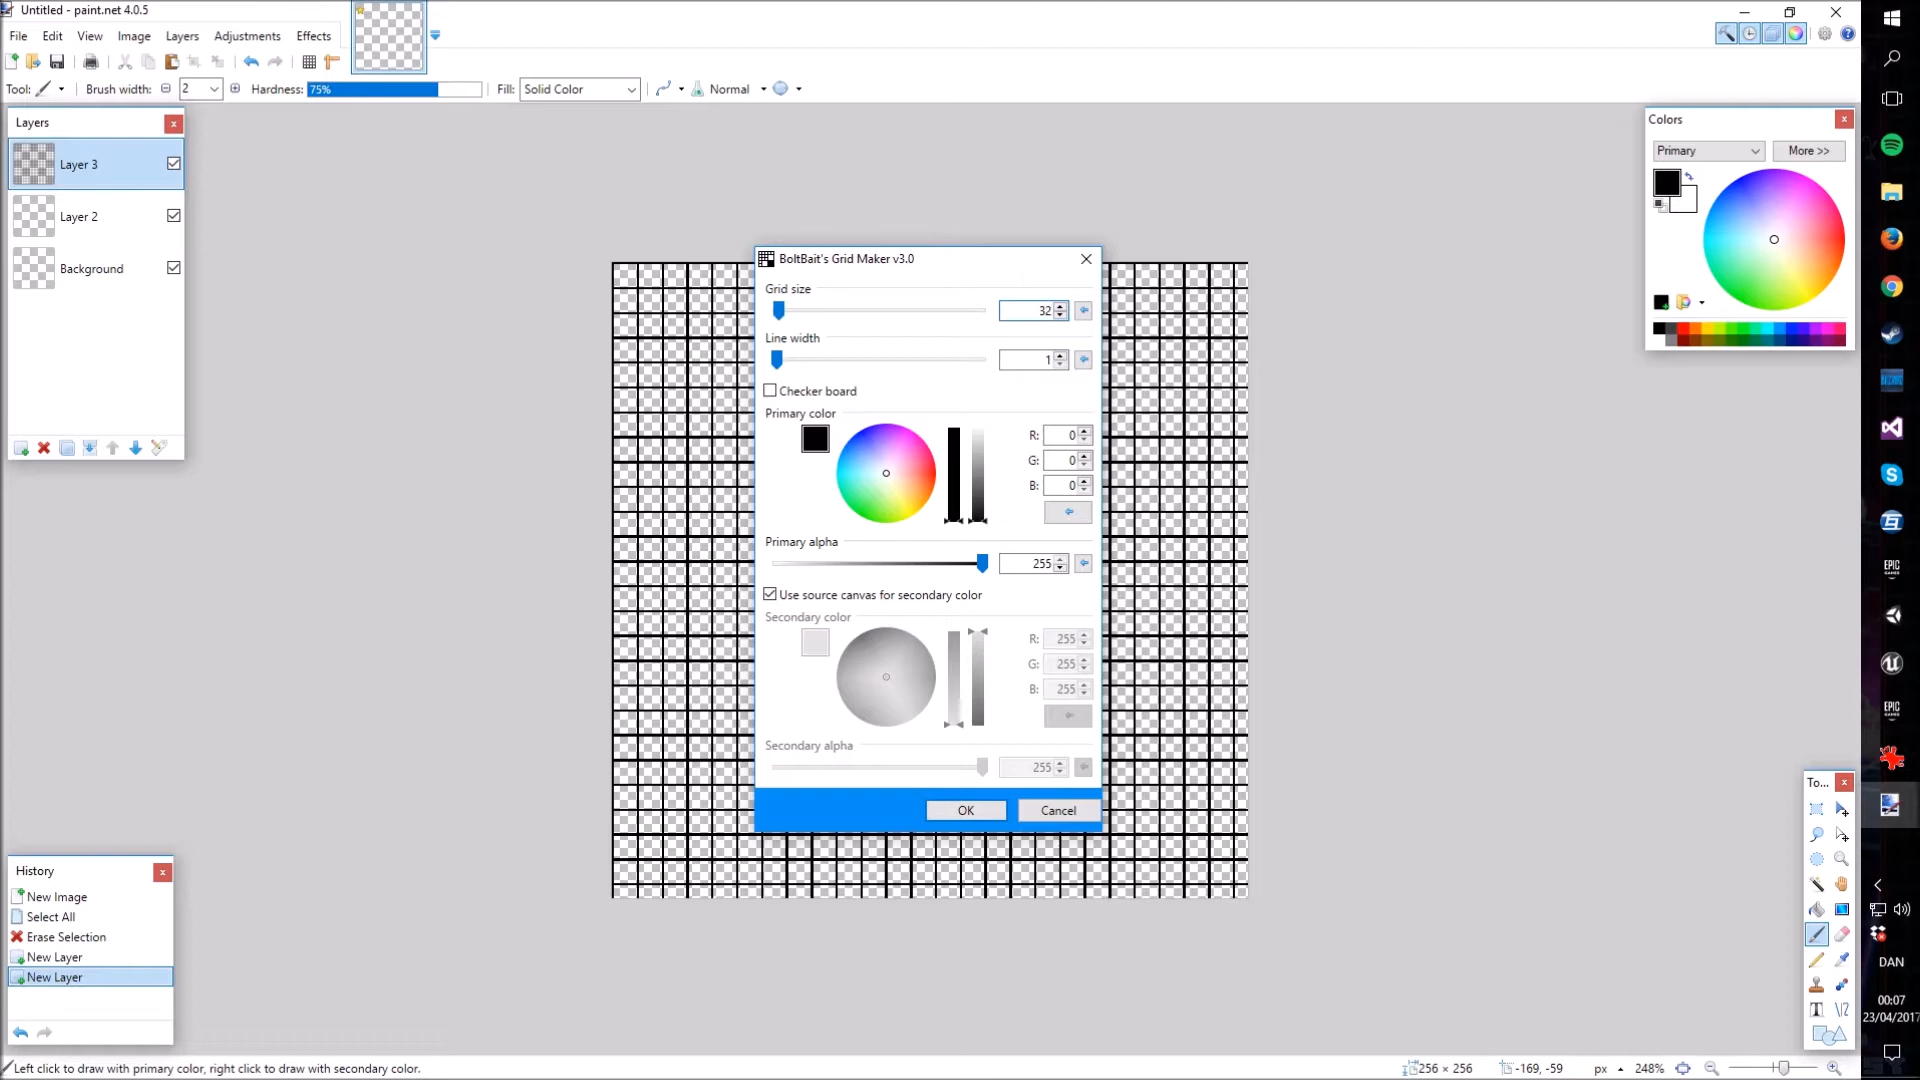 Untitled - paint.net 4.0.5
File Edit View Image Layers Adjustments Effects
Tool: Brush width: 2 Hardness: 75% Fill: Solid Color Normal
Layers
Layer 3
Layer 2
Background
BoltBait's Grid Maker v3.0
Grid size
32
Line width
1
Checker board
Primary color
R: 0
G: 0
B: 0
Primary alpha
255
Use source canvas for secondary color
Secondary color
R: 255
G: 255
B: 255
Secondary alpha
255
OK Cancel
Colors
Primary More >>
History
New Image
Select All
Erase Selection
New Layer
New Layer
To...
EPIC
GAMES
EPIC
GAMES
DAN
00:07
23/04/2017
Left click to draw with primary color, right click to draw with secondary color.
256 × 256 -169, -59 px 248%